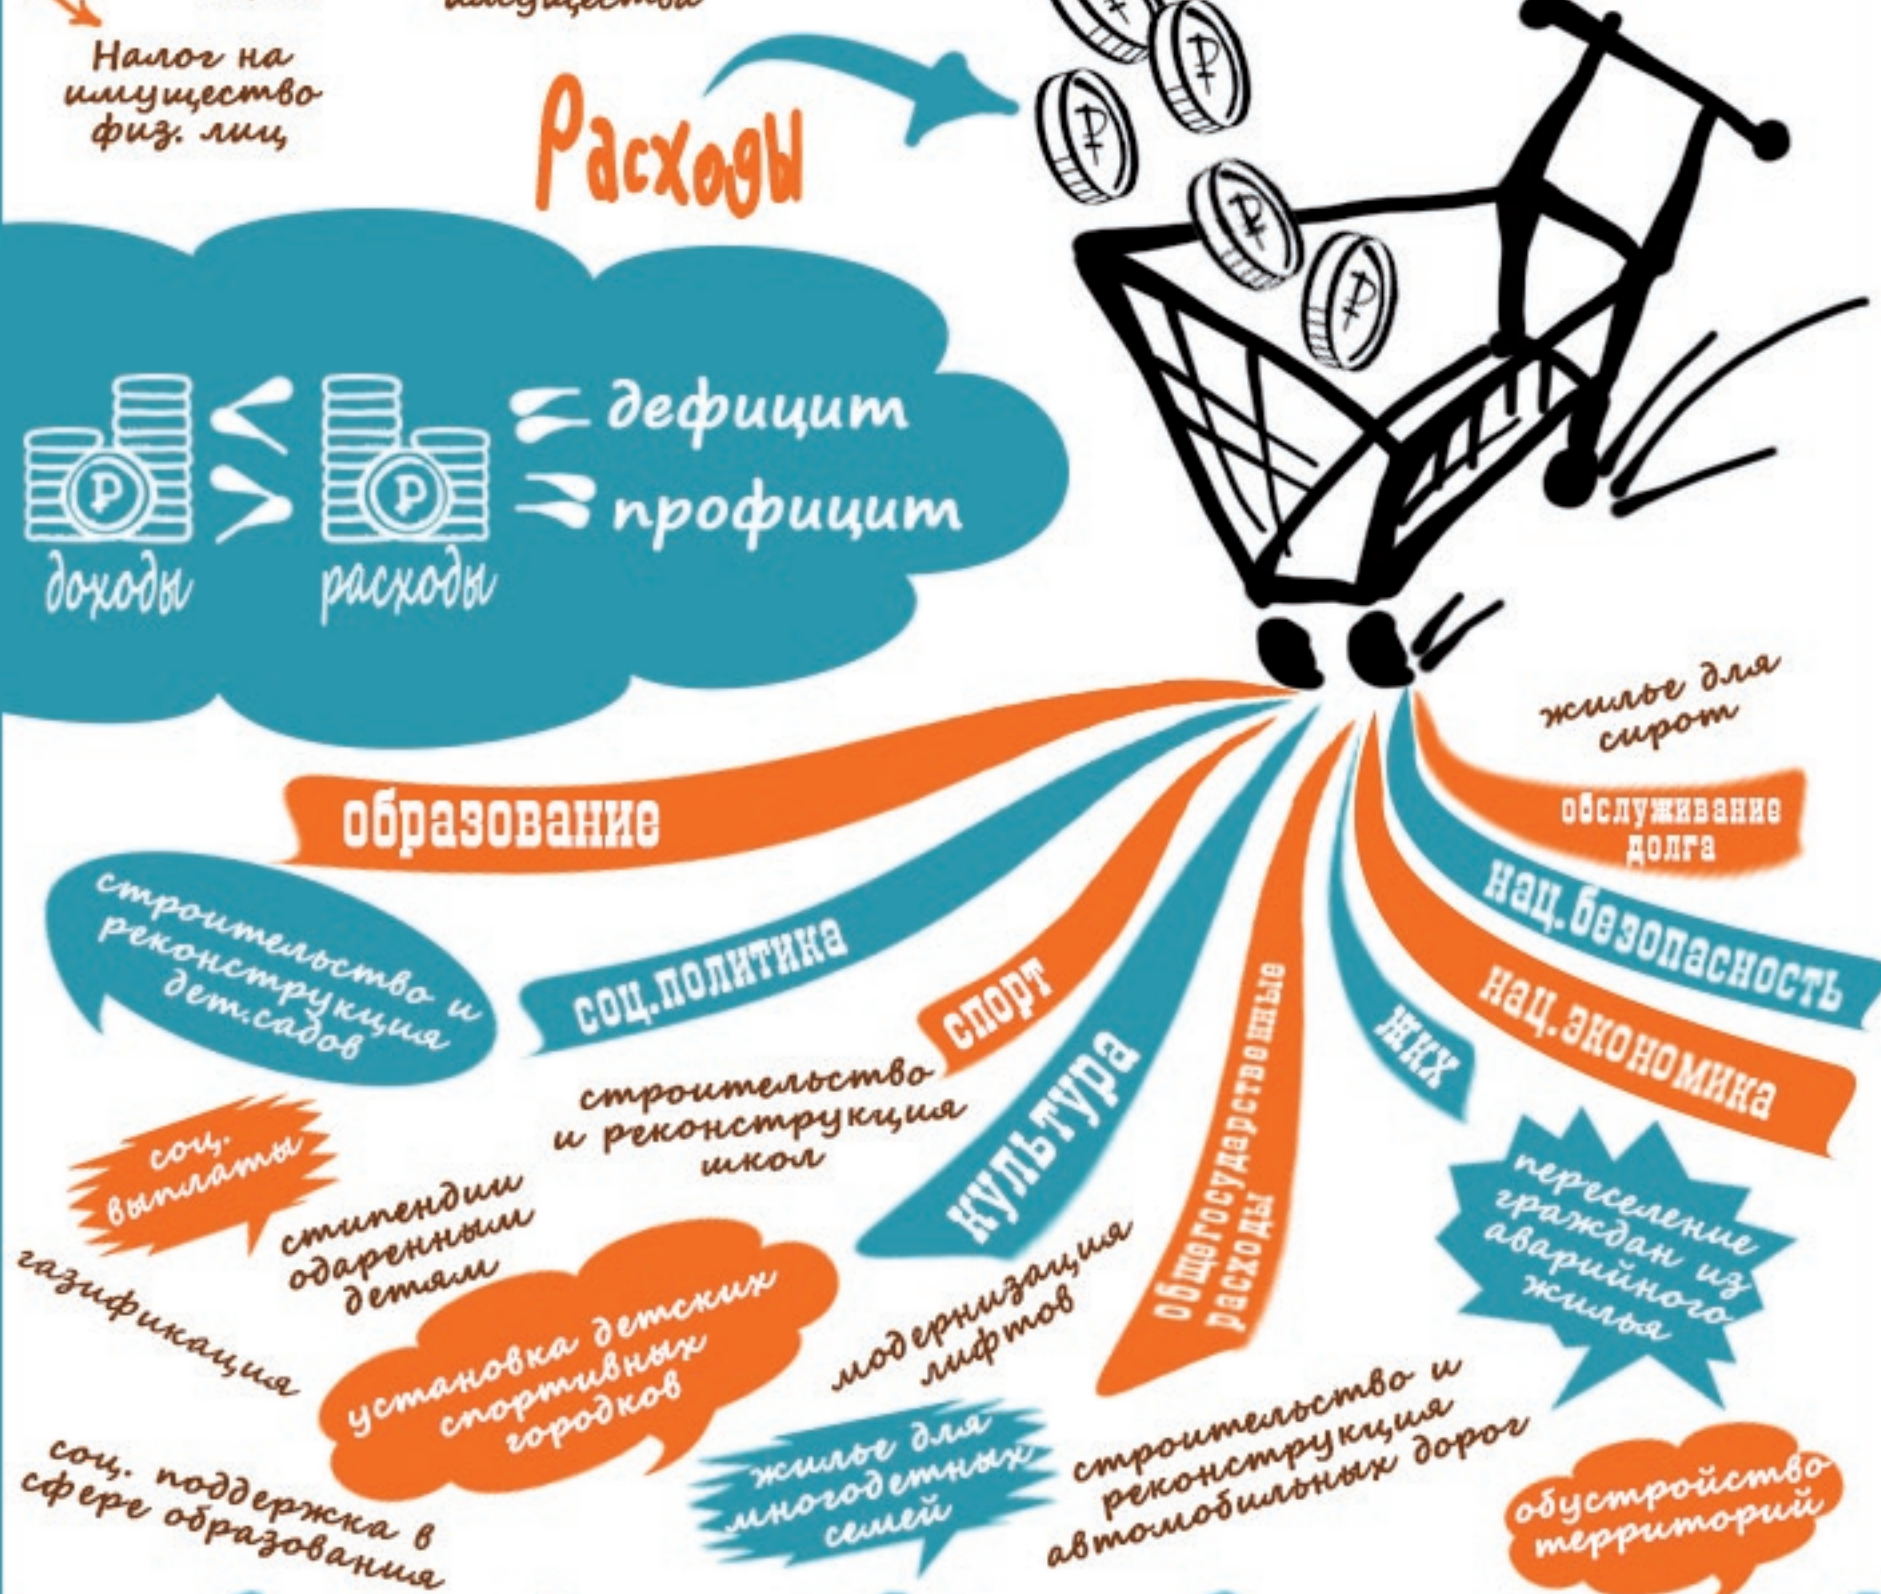 имущества
Налог на
имущество
физ. лиц
Расходы
доходы
<
>
расходы
= дефицит
= профицит
жилье для
сирот
образование
соц.политика
спорт
культура
общегосударственные
расходы
жкх
нац.экономика
нац.безопасность
обслуживание
долга
строительство и
реконструкция
дет.садов
соц.
выплаты
строительство
и реконструкция
школ
стипендии
одаренным
детям
газификация
установка детских
спортивных
городков
модернизация
лифтов
переселение
граждан из
аварийного
жилья
соц. поддержка в
сфере образования
жилье для
многодетных
семей
строительство и
реконструкция
автомобильных дорог
обустройство
территорий